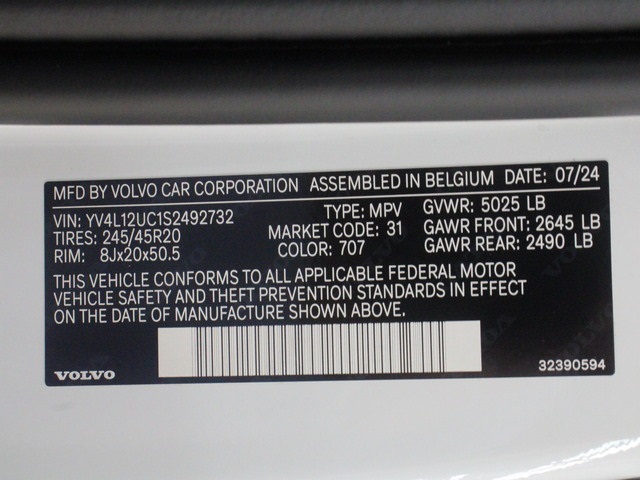 MFD BY VOLVO CAR CORPORATION ASSEMBLED IN BELGIUM DATE: 07/24
VIN: YV4L12UC1S2492732 TYPE: MPV GVWR: 5025 LB
TIRES: 245/45R20 MARKET CODE: 31 GAWR FRONT: 2645 LB
RIM: 8Jx20x50.5 COLOR: 707 GAWR REAR: 2490 LB
THIS VEHICLE CONFORMS TO ALL APPLICABLE FEDERAL MOTOR
VEHICLE SAFETY AND THEFT PREVENTION STANDARDS IN EFFECT
ON THE DATE OF MANUFACTURE SHOWN ABOVE.
VOLVO 32390594